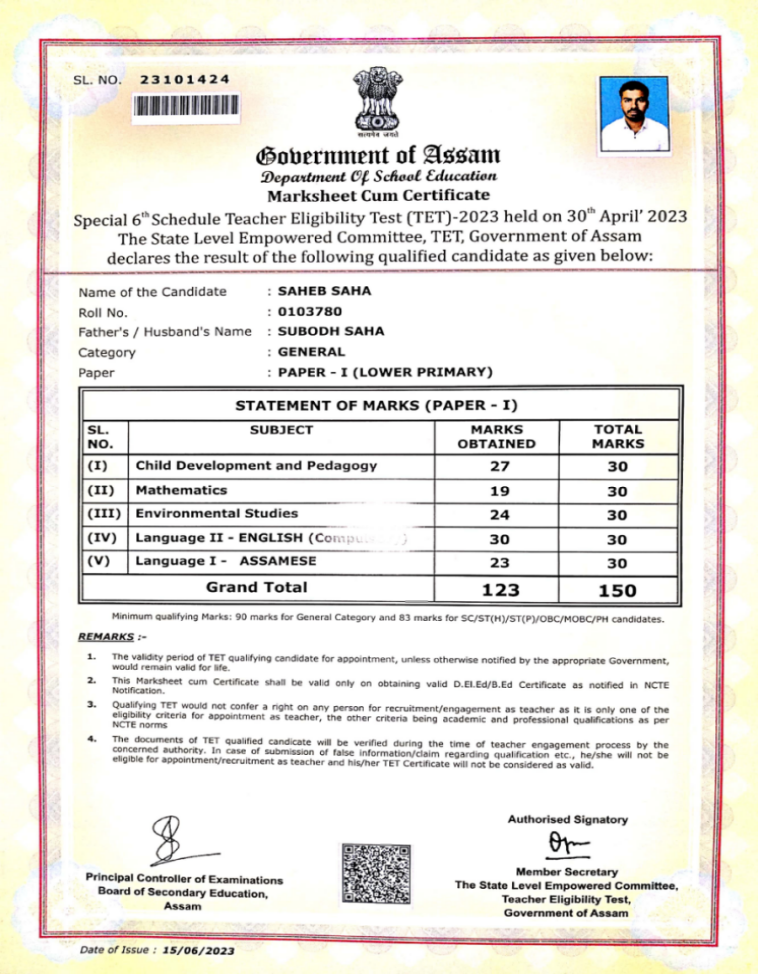 SL. NO. 23101424
सत्यमेव जयते
Government of Assam
Department Of School Education
Marksheet Cum Certificate
Special 6th Schedule Teacher Eligibility Test (TET)-2023 held on 30th April' 2023
The State Level Empowered Committee, TET, Government of Assam
declares the result of the following qualified candidate as given below:
Name of the Candidate : SAHEB SAHA
Roll No. : 0103780
Father's / Husband's Name : SUBODH SAHA
Category : GENERAL
Paper : PAPER - I (LOWER PRIMARY)
STATEMENT OF MARKS (PAPER - I)
SL. NO. SUBJECT MARKS OBTAINED TOTAL MARKS
(I) Child Development and Pedagogy 27 30
(II) Mathematics 19 30
(III) Environmental Studies 24 30
(IV) Language II - ENGLISH 30 30
(V) Language I - ASSAMESE 23 30
Grand Total 123 150
Minimum qualifying Marks: 90 marks for General Category and 83 marks for SC/ST(H)/ST(P)/OBC/MOBC/PH candidates.
REMARKS :-
1. The validity period of TET qualifying candidate for appointment, unless otherwise notified by the appropriate Government,
would remain valid for life.
2. This Marksheet cum Certificate shall be valid only on obtaining valid D.El.Ed/B.Ed Certificate as notified in NCTE
Notification.
3. Qualifying TET would not confer a right on any person for recruitment/engagement as teacher as it is only one of the
eligibility criteria for appointment as teacher, the other criteria being academic and professional qualifications as per
NCTE norms
4. The documents of TET qualified candicate will be verified during the time of teacher engagement process by the
concerned authority. In case of submission of false information/claim regarding qualification etc., he/she will not be
eligible for appointment/recruitment as teacher and his/her TET Certificate will not be considered as valid.
Authorised Signatory
Principal Controller of Examinations
Board of Secondary Education,
Assam
Member Secretary
The State Level Empowered Committee,
Teacher Eligibility Test,
Government of Assam
Date of Issue : 15/06/2023